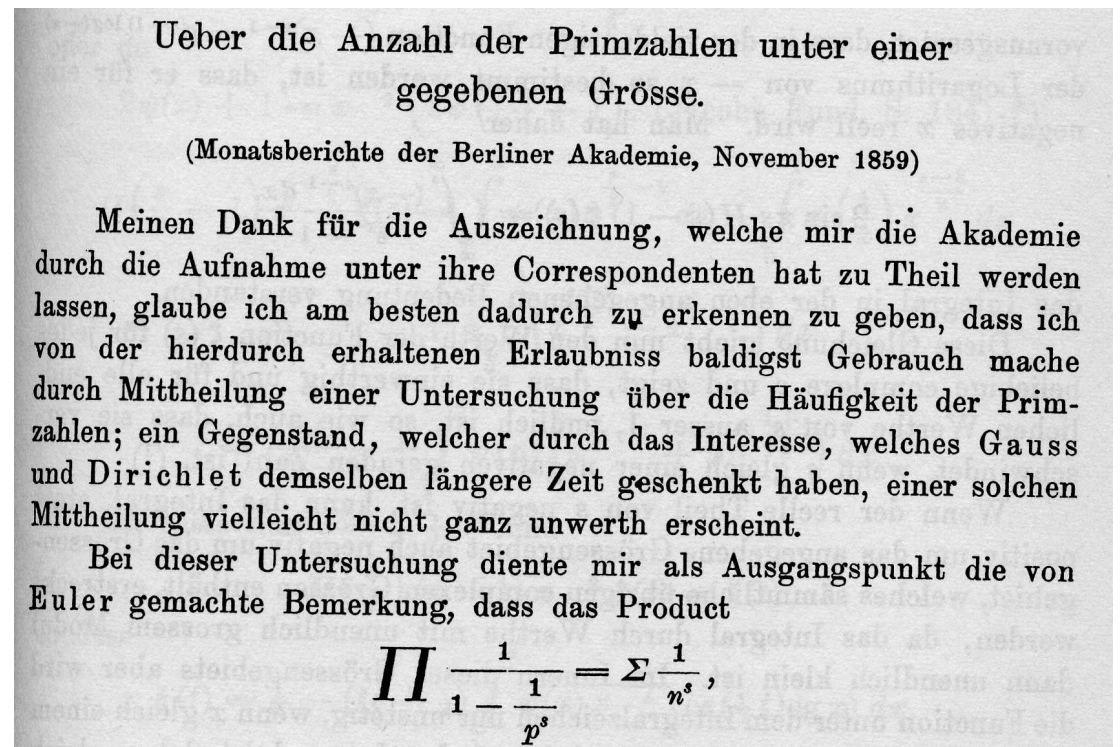 Ueber die Anzahl der Primzahlen unter einer
gegebenen Grösse.
(Monatsberichte der Berliner Akademie, November 1859)
Meinen Dank für die Auszeichnung, welche mir die Akademie
durch die Aufnahme unter ihre Correspondenten hat zu Theil werden
lassen, glaube ich am besten dadurch zu erkennen zu geben, dass ich
von der hierdurch erhaltenen Erlaubniss baldigst Gebrauch mache
durch Mittheilung einer Untersuchung über die Häufigkeit der Prim-
zahlen; ein Gegenstand, welcher durch das Interesse, welches Gauss
und Dirichlet demselben längere Zeit geschenkt haben, einer solchen
Mittheilung vielleicht nicht ganz unwerth erscheint.
Bei dieser Untersuchung diente mir als Ausgangspunkt die von
Euler gemachte Bemerkung, dass das Product
∏ 1/(1 − 1/p^s) = Σ 1/n^s,